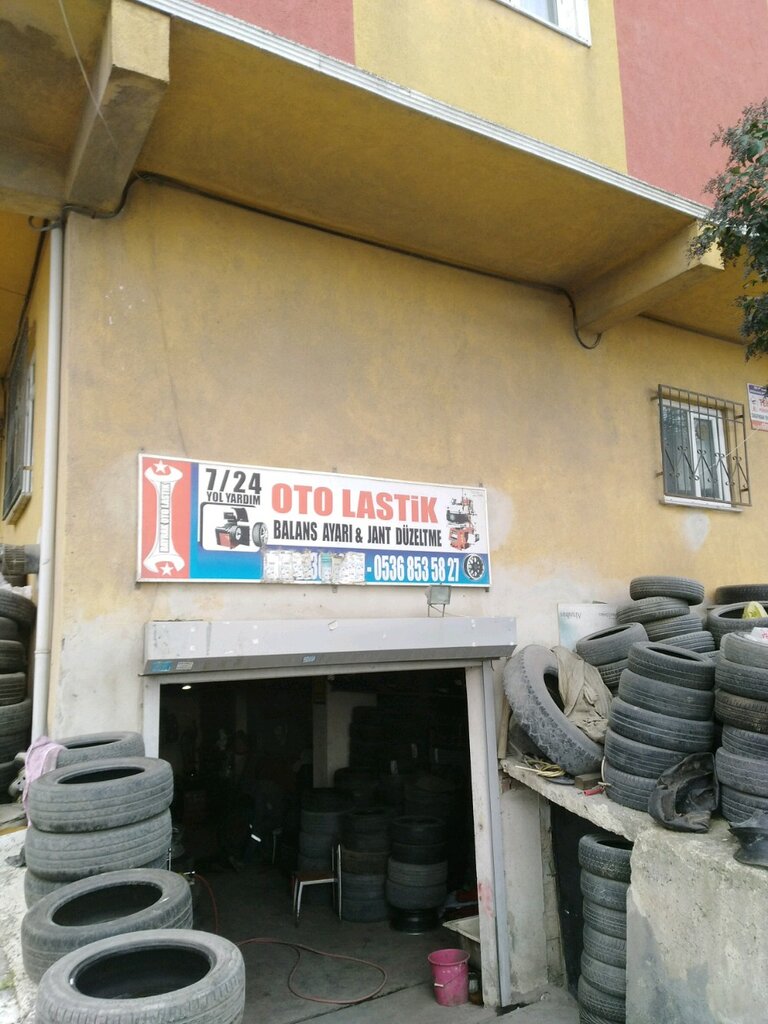 7/24
YOL YARDIM
OTO LASTİK
BALANS AYARI & JANT DÜZELTME
- 0536 853 58 27